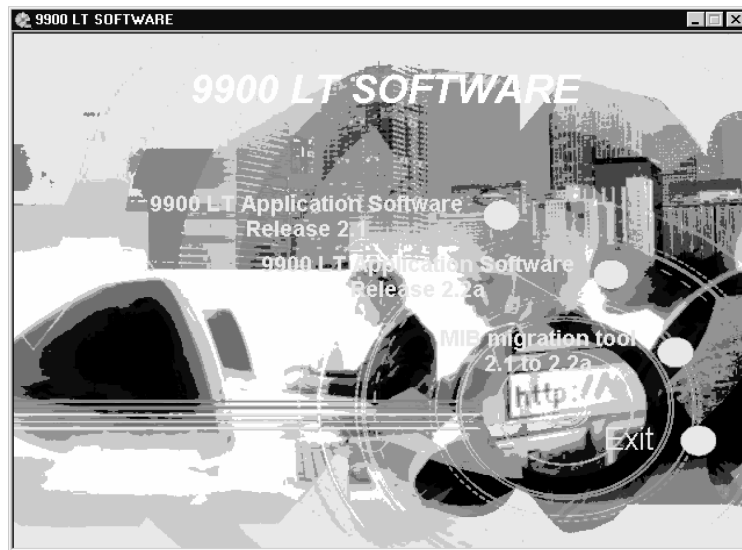 9900 LT SOFTWARE
9900 LT SOFTWARE
9900 LT Application Software
Release 2.1
9900 LT Application Software
Release 2.2a
MIB migration tool
2.1 to 2.2a
http://
Exit